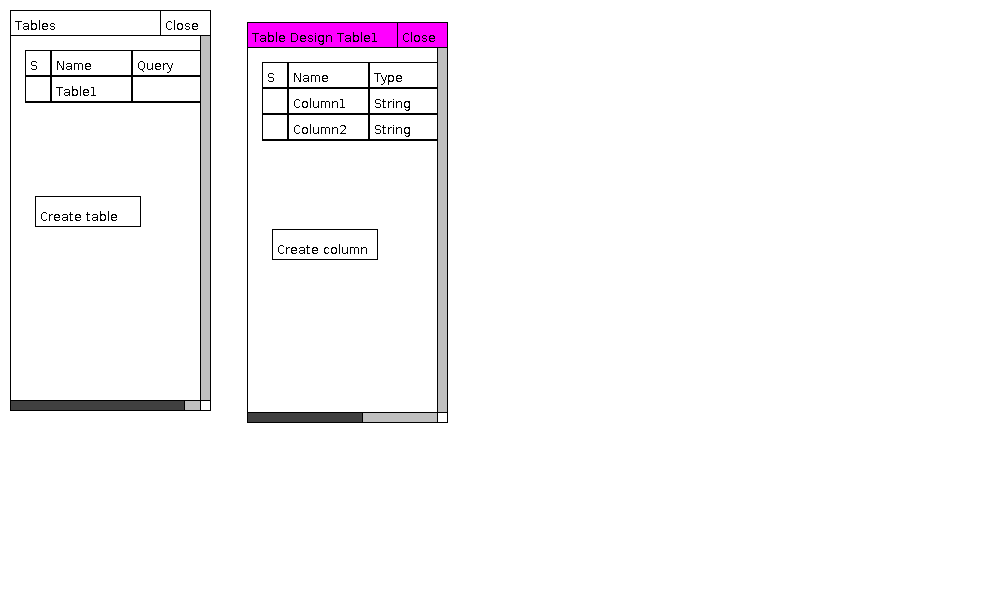 Tables Close
S Name Query
Table1
Create table
Table Design Table1 Close
S Name Type
Column1 String
Column2 String
Create column